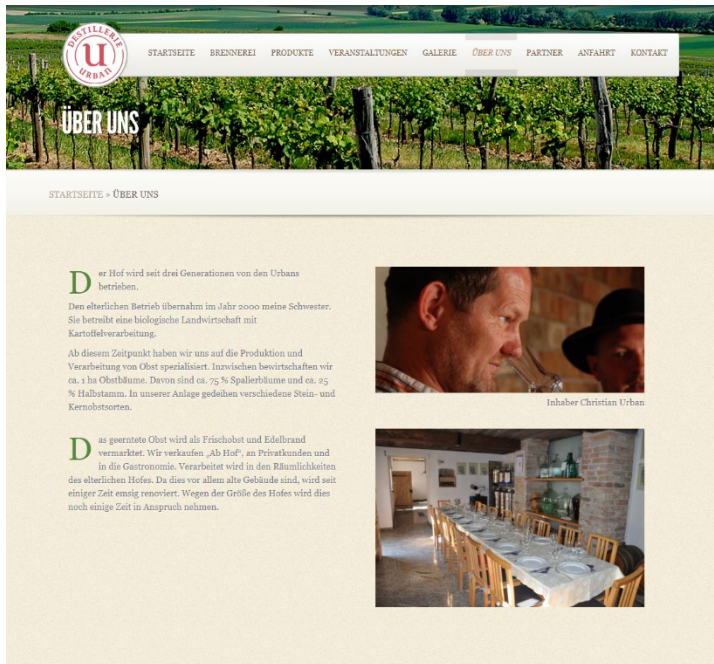 DESTILLERIE
U
URBAN
STARTSEITE BRENNEREI PRODUKTE VERANSTALTUNGEN GALERIE ÜBER UNS PARTNER ANFAHRT KONTAKT
ÜBER UNS
STARTSEITE » ÜBER UNS
Der Hof wird seit drei Generationen von den Urbans
betrieben.
Den elterlichen Betrieb übernahm im Jahr 2000 meine Schwester.
Sie betreibt eine biologische Landwirtschaft mit
Kartoffelverarbeitung.
Ab diesem Zeitpunkt haben wir uns auf die Produktion und
Verarbeitung von Obst spezialisiert. Inzwischen bewirtschaften wir
ca. 1 ha Obstbäume. Davon sind ca. 75 % Spalierbäume und ca. 25
% Halbstamm. In unserer Anlage gedeihen verschiedene Stein- und
Kernobstsorten.
Das geerntete Obst wird als Frischobst und Edelbrand
vermarktet. Wir verkaufen „Ab Hof“, an Privatkunden und
in die Gastronomie. Verarbeitet wird in den Räumlichkeiten
des elterlichen Hofes. Da dies vor allem alte Gebäude sind, wird seit
einiger Zeit emsig renoviert. Wegen der Größe des Hofes wird dies
noch einige Zeit in Anspruch nehmen.
Inhaber Christian Urban